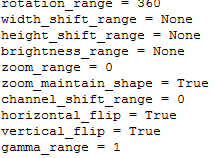 rotation_range = 360
width_shift_range = None
height_shift_range = None
brightness_range = None
zoom_range = 0
zoom_maintain_shape = True
channel_shift_range = 0
horizontal_flip = True
vertical_flip = True
gamma_range = 1